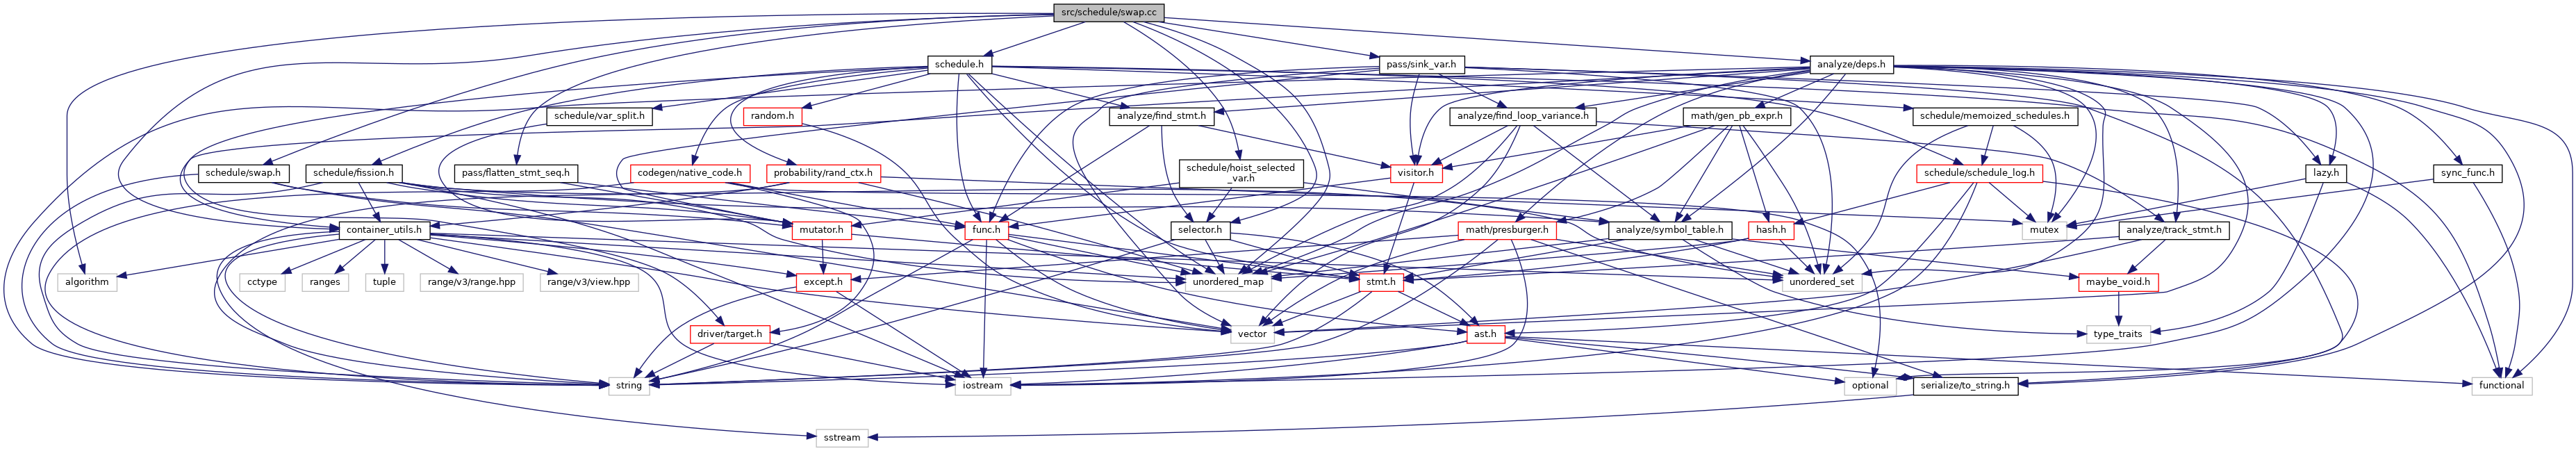 src/schedule/swap.cc
schedule.h
pass/sink_var.h
analyze/deps.h
schedule/var_split.h
random.h
analyze/find_stmt.h
analyze/find_loop_variance.h
math/gen_pb_expr.h
schedule/memoized_schedules.h
schedule/swap.h
schedule/fission.h
pass/flatten_stmt_seq.h
codegen/native_code.h
probability/rand_ctx.h
schedule/hoist_selected
_var.h
visitor.h
schedule/schedule_log.h
lazy.h
sync_func.h
container_utils.h
mutator.h
func.h
selector.h
math/presburger.h
analyze/symbol_table.h
hash.h
mutex
analyze/track_stmt.h
algorithm
cctype
ranges
tuple
range/v3/range.hpp
range/v3/view.hpp
except.h
unordered_map
stmt.h
unordered_set
maybe_void.h
driver/target.h
vector
ast.h
type_traits
string
iostream
optional
serialize/to_string.h
functional
sstream